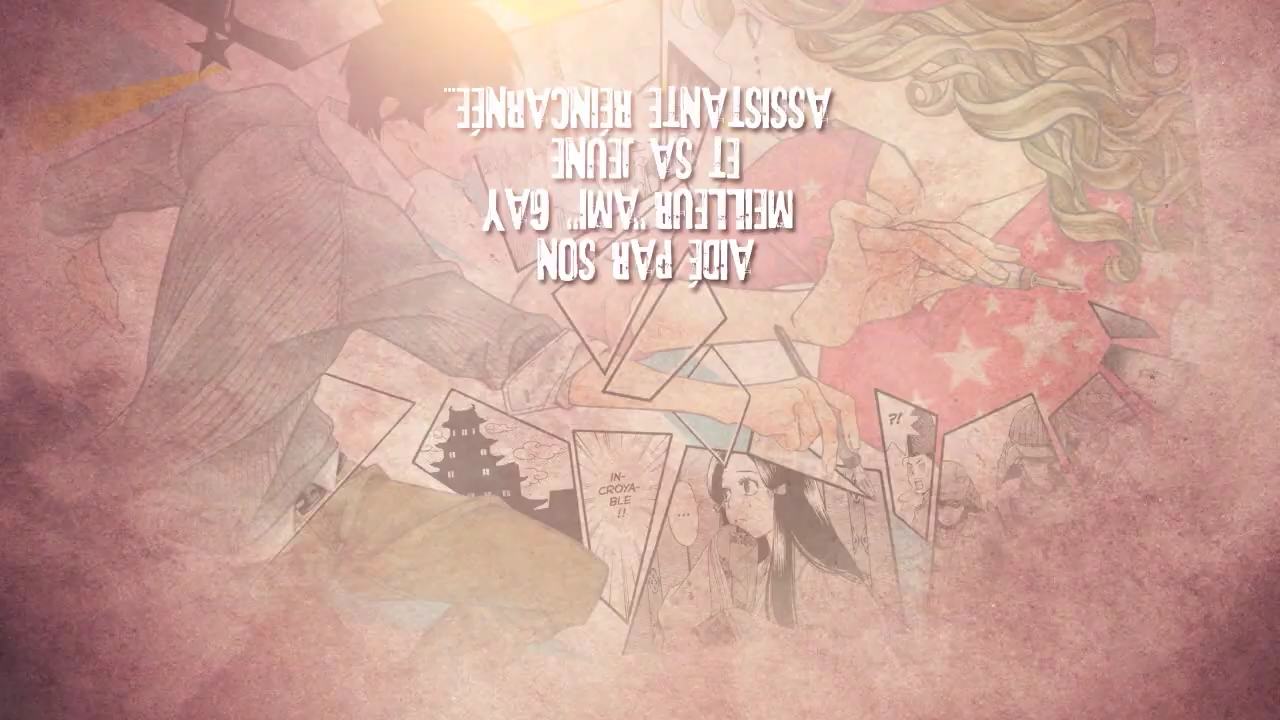 AIDÉ PAR SON
MEILLEUR "AMI" GAY
ET SA JEUNE
ASSISTANTE RÉINCARNÉE...
?!
IN-
CROYA-
BLE
!!
...